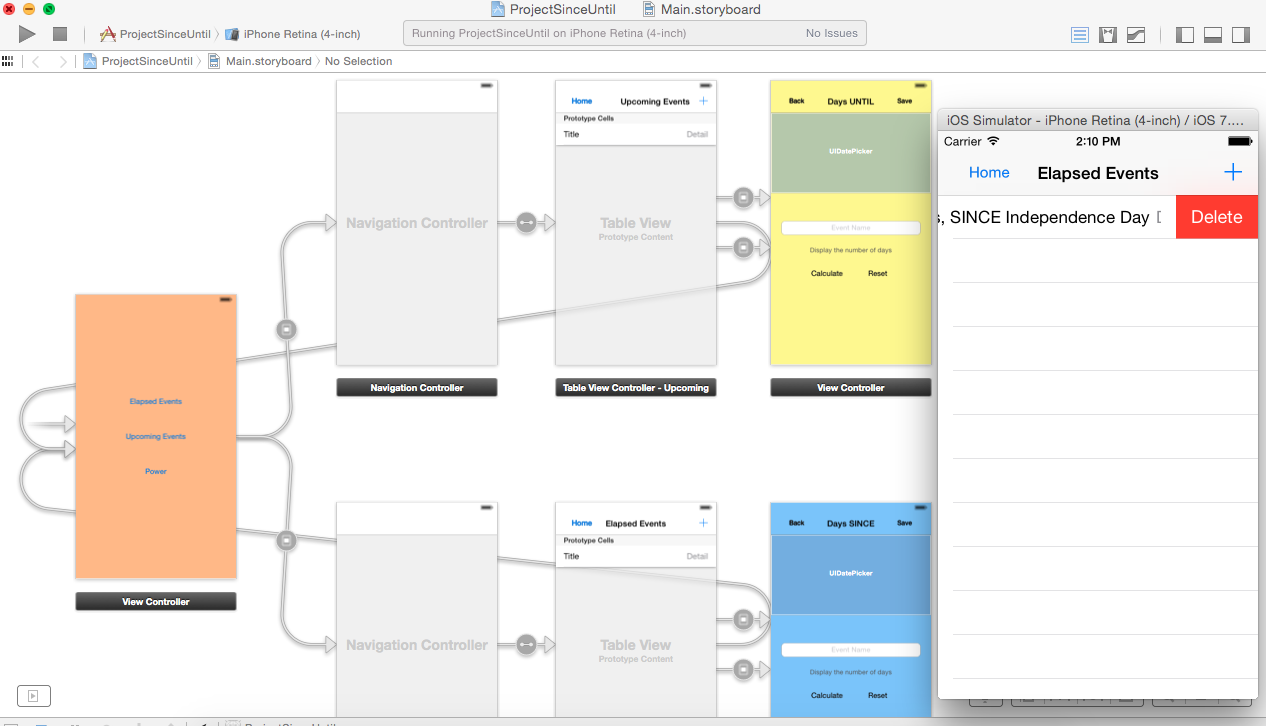 ProjectSinceUntil Main.storyboard
ProjectSinceUntil iPhone Retina (4-inch)
Running ProjectSinceUntil on iPhone Retina (4-inch) No Issues
ProjectSinceUntil Main.storyboard No Selection
Home Upcoming Events +
Prototype Cells
Title Detail
Back Days UNTIL Save
UIDatePicker
Navigation Controller
Table View
Prototype Content
Event Name
Display the number of days
Calculate Reset
Navigation Controller
Table View Controller - Upcoming
View Controller
Elapsed Events
Upcoming Events
Power
View Controller
Home Elapsed Events +
Prototype Cells
Title Detail
Back Days SINCE Save
UIDatePicker
Navigation Controller
Table View
Prototype Content
Event Name
Display the number of days
Calculate Reset
iOS Simulator - iPhone Retina (4-inch) / iOS 7....
Carrier 2:10 PM
Home Elapsed Events +
, SINCE Independence Day Delete
ProjectSinceUntil